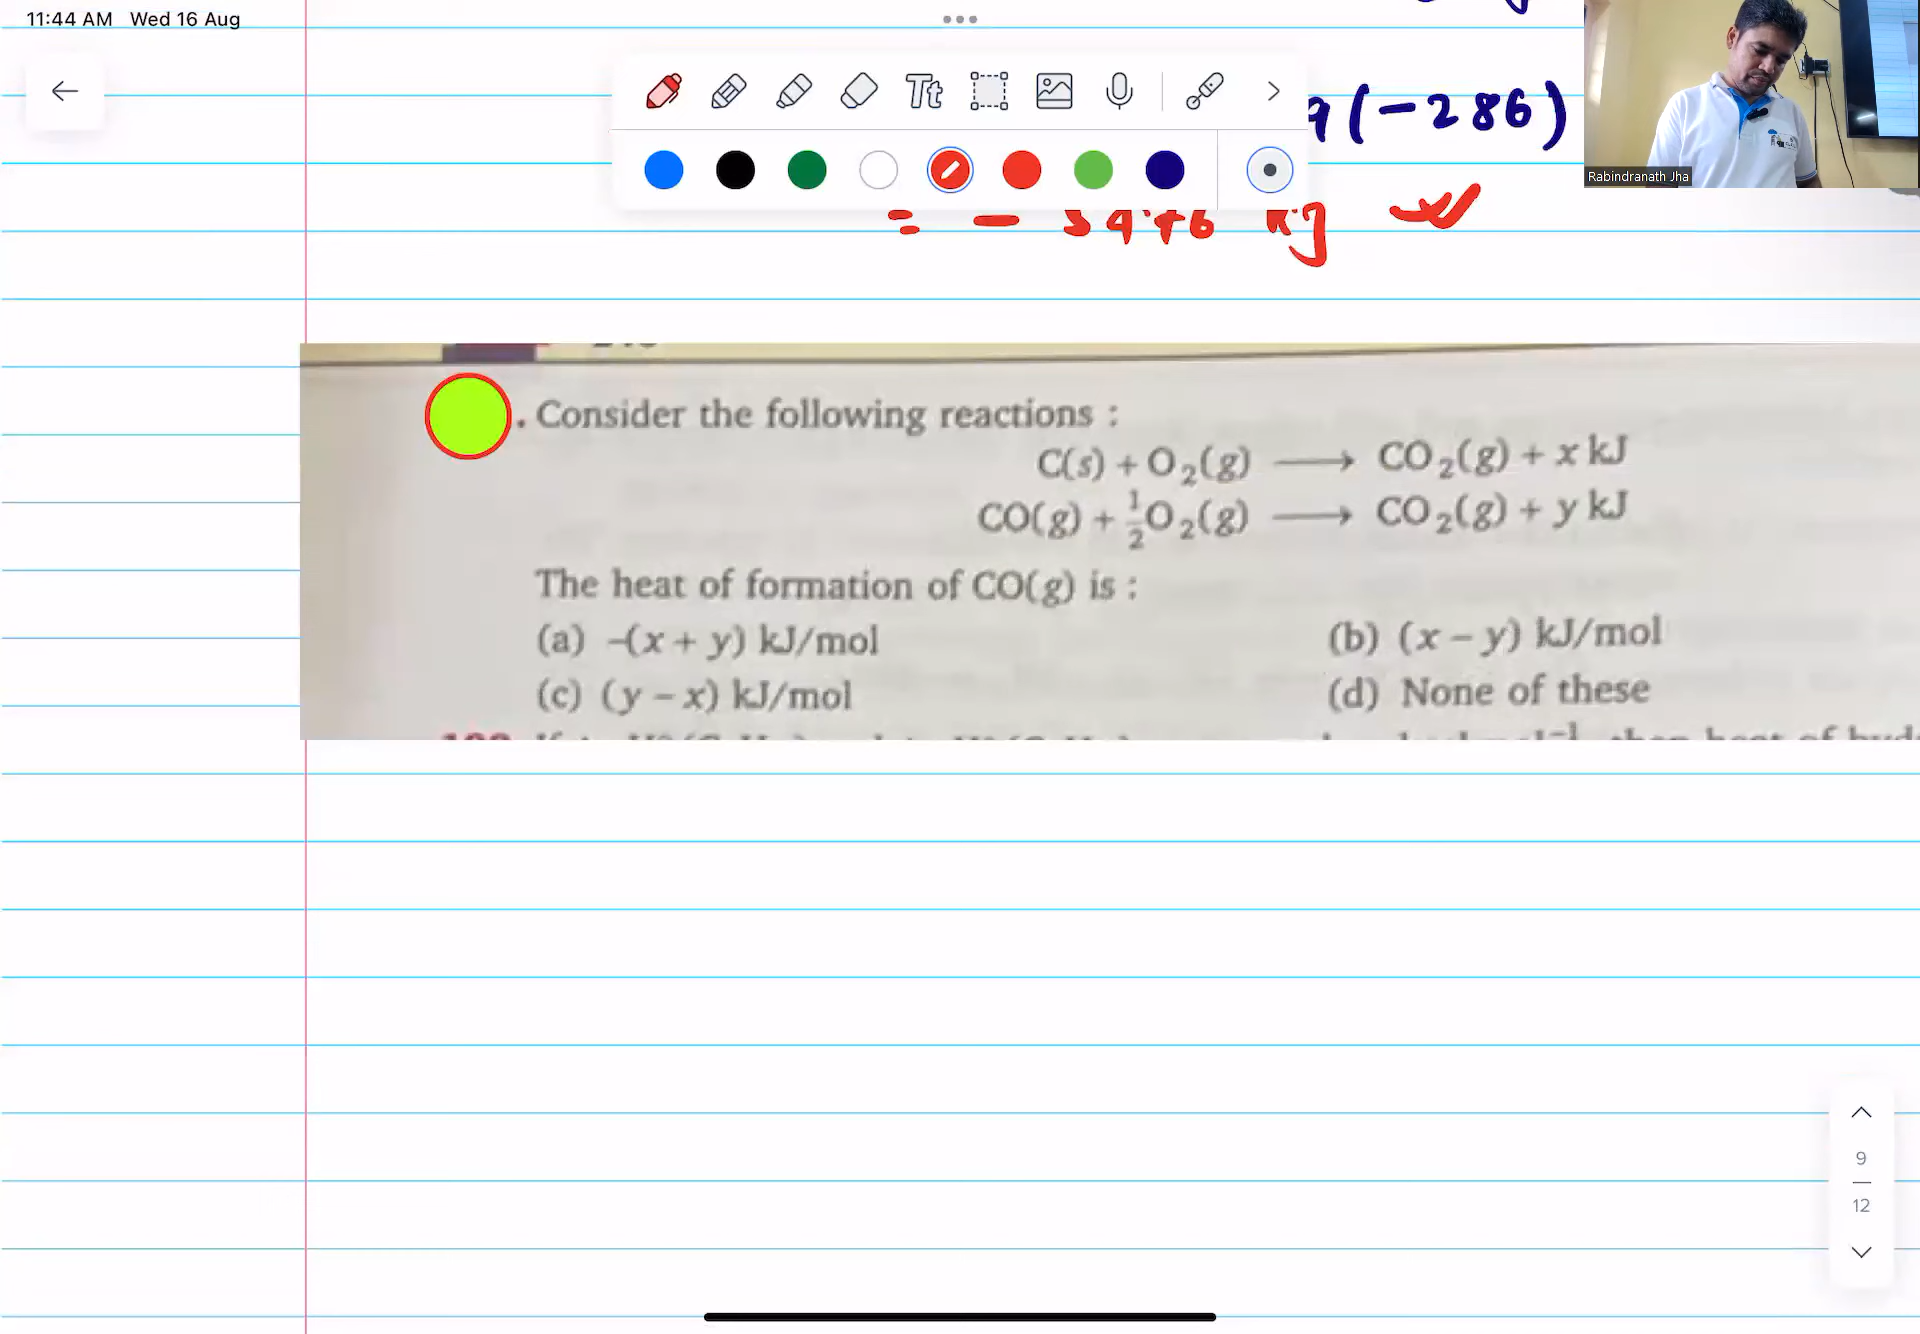 11:44 AM Wed 16 Aug
Tt
9(-286)
Rabindranath Jha
= -
. Consider the following reactions :
C(s) + O₂(g) ⟶ CO₂(g) + x kJ
CO(g) + ½O₂(g) ⟶ CO₂(g) + y kJ
The heat of formation of CO(g) is :
(a) -(x + y) kJ/mol
(b) (x – y) kJ/mol
(c) (y – x) kJ/mol
(d) None of these
9
12